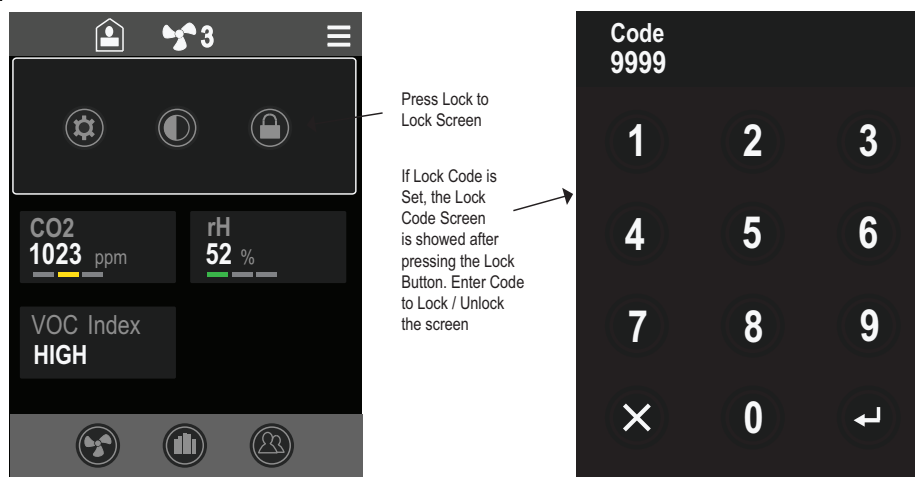 3
CO2
1023 ppm
rH
52 %
VOC Index
HIGH
Press Lock to
Lock Screen
If Lock Code is
Set, the Lock
Code Screen
is showed after
pressing the Lock
Button. Enter Code
to Lock / Unlock
the screen
Code
9999
1 2 3
4 5 6
7 8 9
0